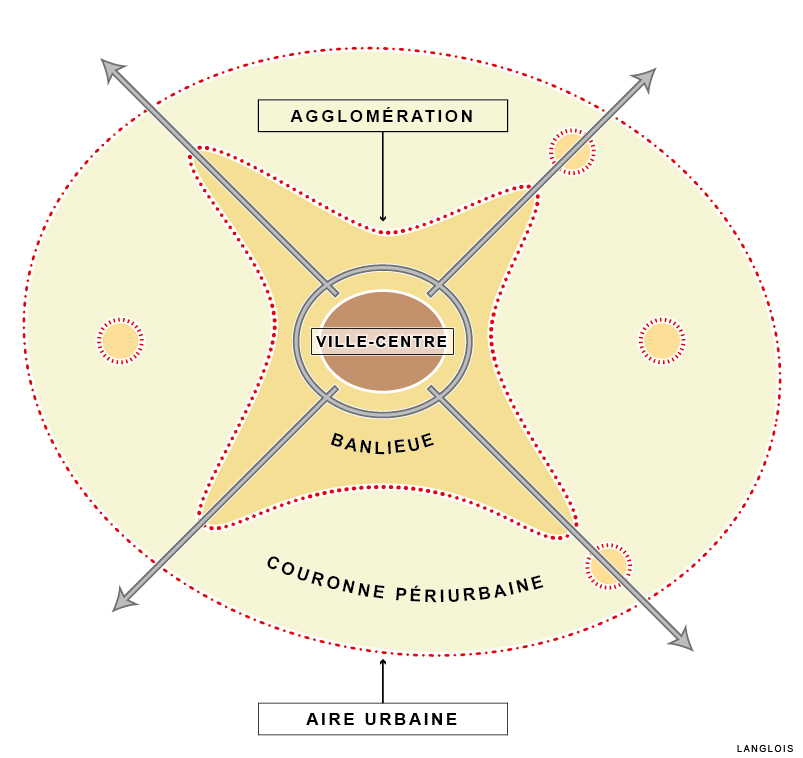 AGGLOMÉRATION
VILLE-CENTRE
BANLIEUE
COURONNE PÉRIURBAINE
AIRE URBAINE
LANGLOIS